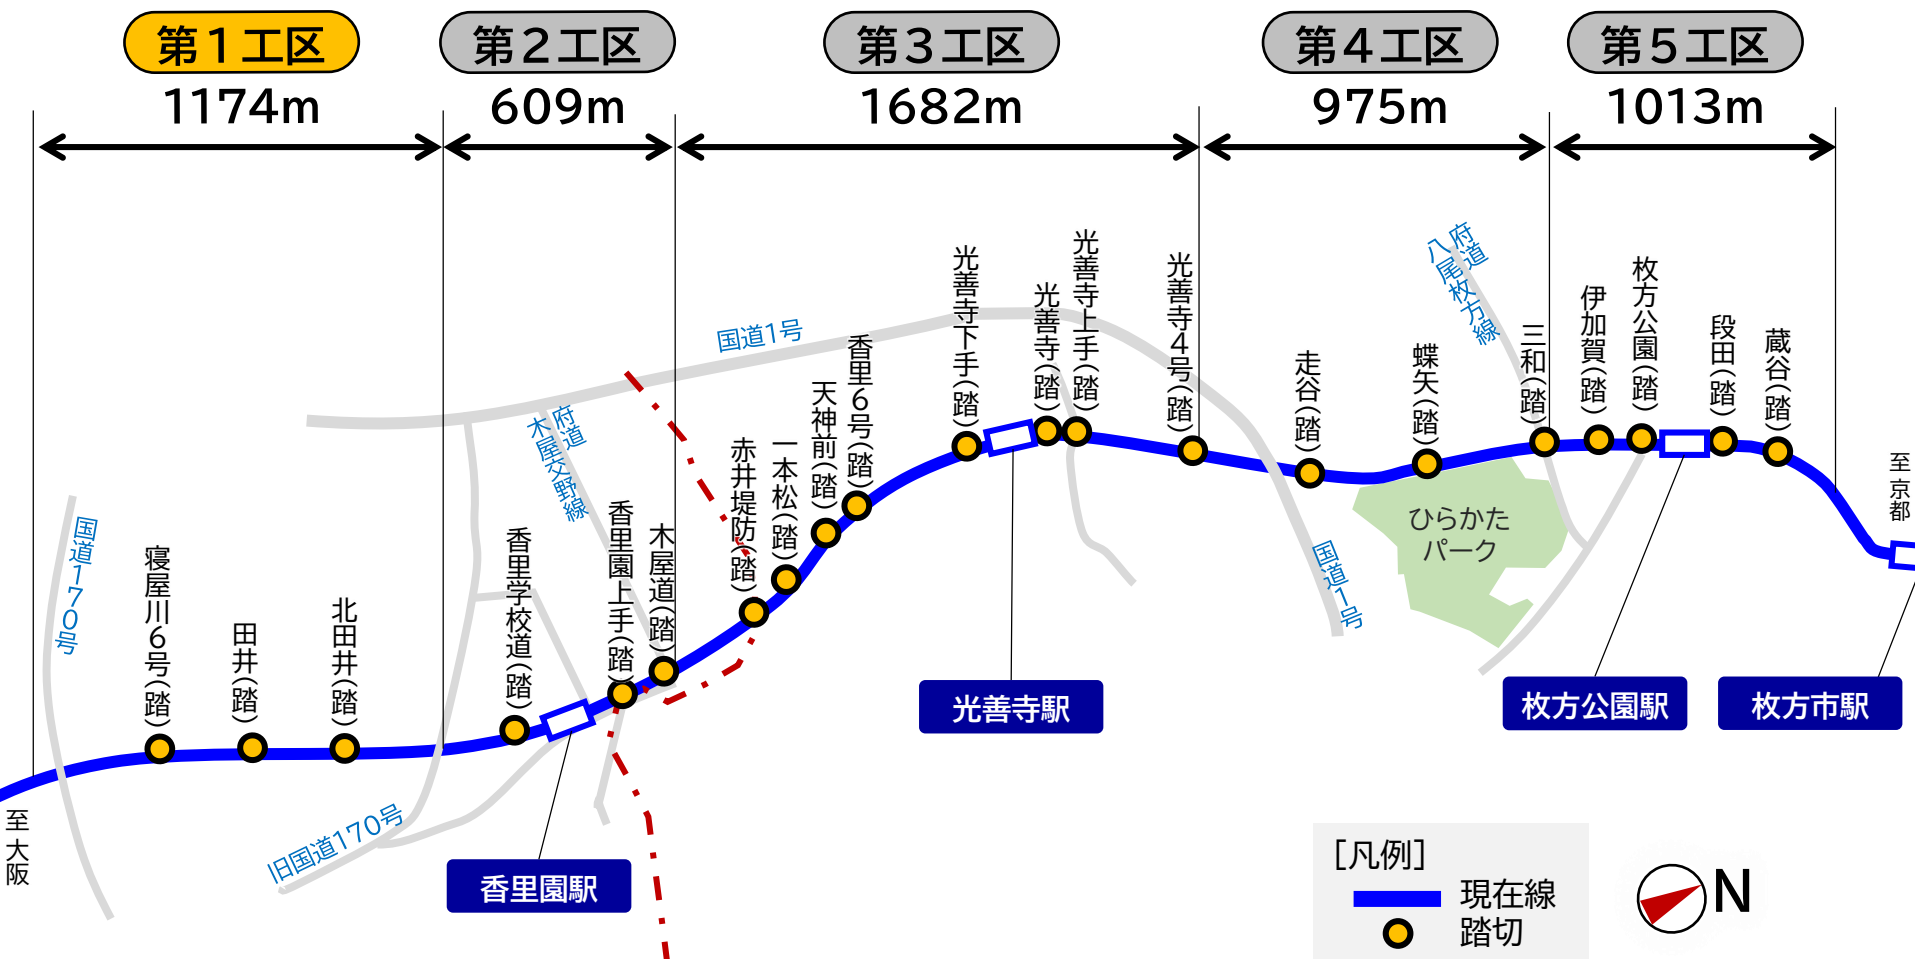 第1工区
第2工区
第3工区
第4工区
第5工区
1174m
609m
1682m
975m
1013m
国道170号
寝屋川6号(踏)
田井(踏)
北田井(踏)
旧国道170号
香里学校道(踏)
府道
木屋交野線
香里園上手(踏)
木屋道(踏)
国道1号
赤井堤防(踏)
一本松(踏)
天神前(踏)
香里6号(踏)
光善寺下手(踏)
光善寺(踏)
光善寺上手(踏)
光善寺4号(踏)
走谷(踏)
蝶矢(踏)
府道
八尾枚方線
三和(踏)
伊加賀(踏)
枚方公園(踏)
段田(踏)
蔵谷(踏)
国道1号
ひらかた
パーク
至 京都
至 大阪
香里園駅
光善寺駅
枚方公園駅
枚方市駅
[凡例]
現在線
踏切
N